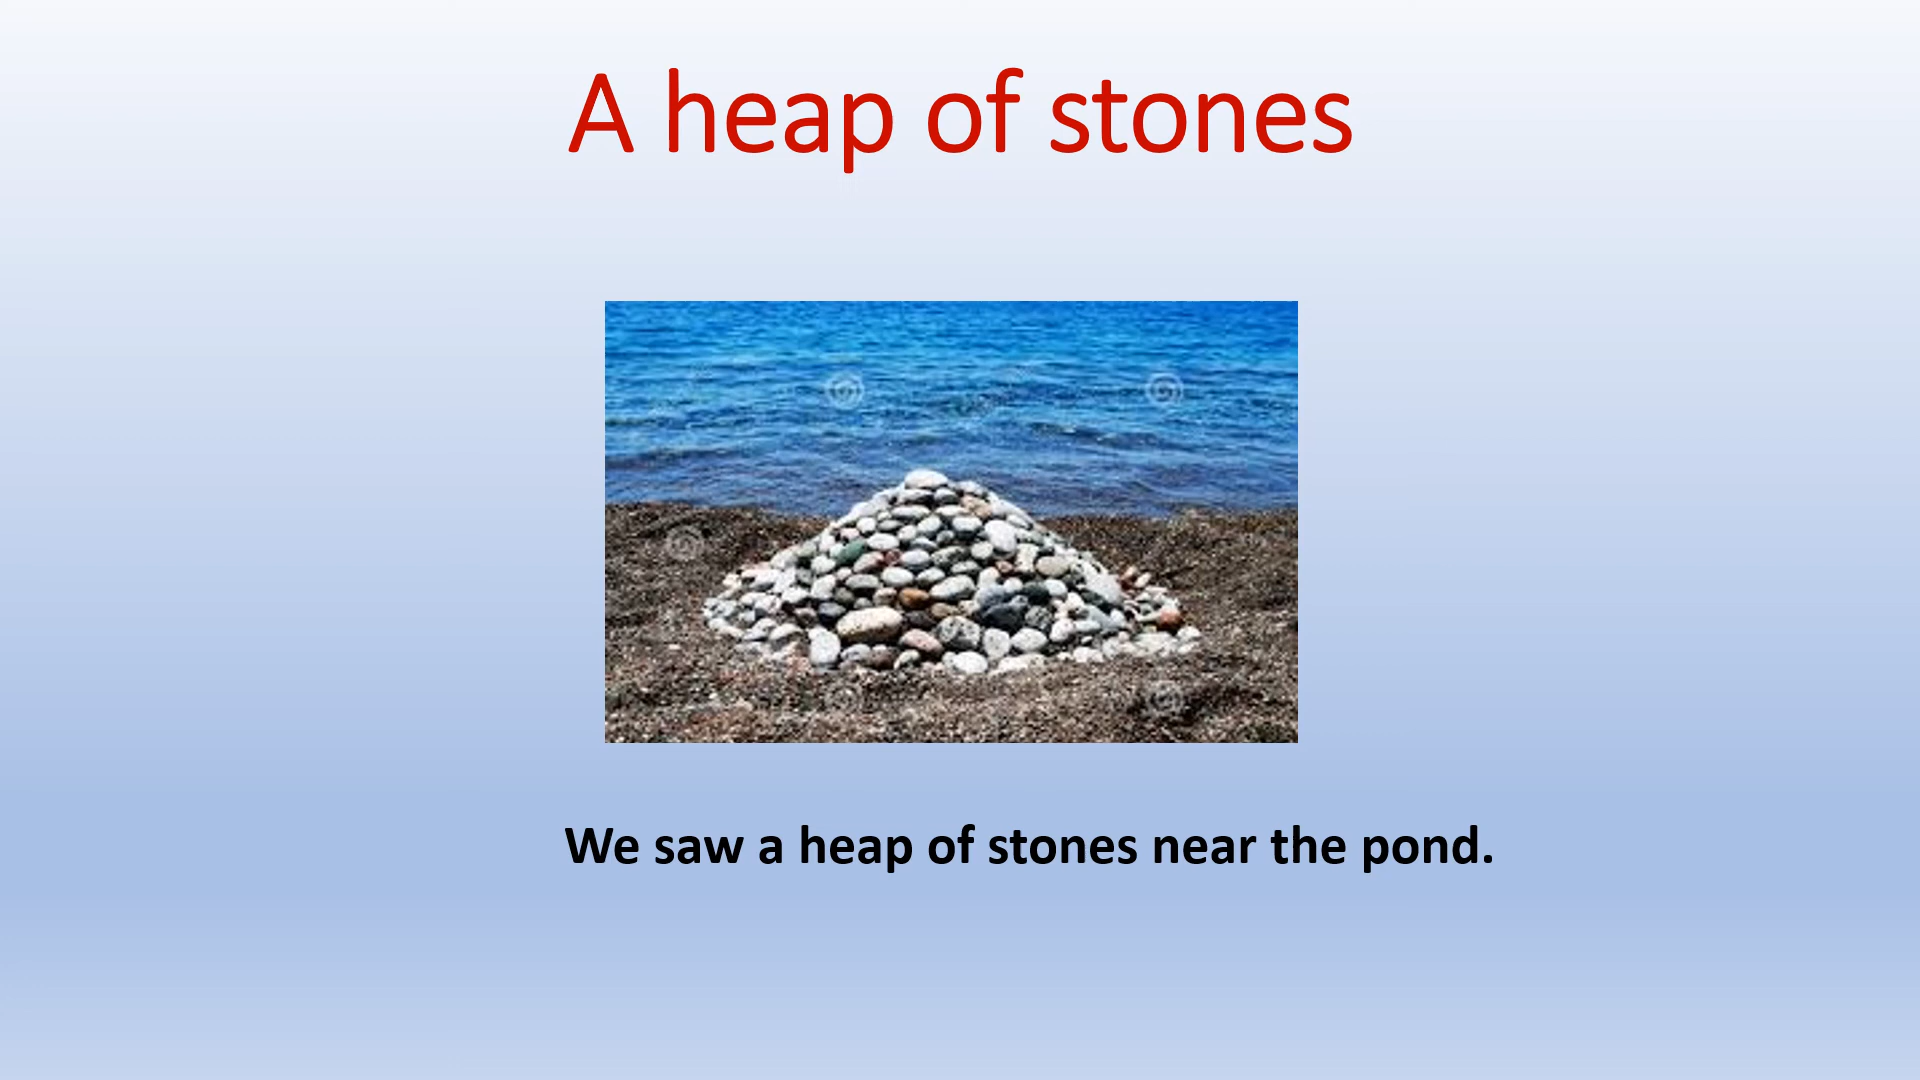 A heap of stones
We saw a heap of stones near the pond.